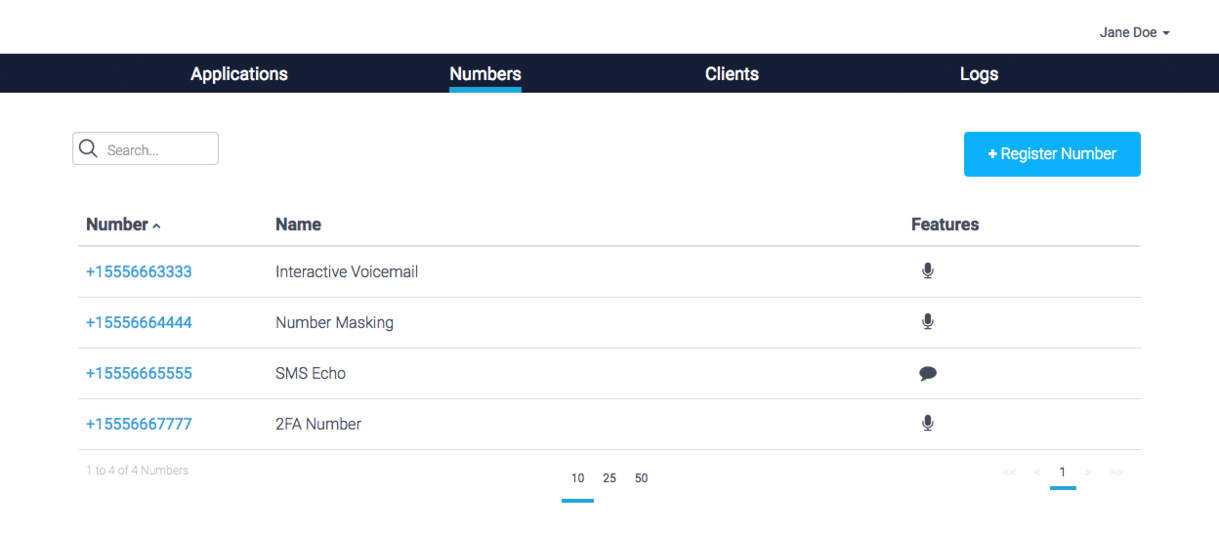 Jane Doe
Applications Numbers Clients Logs
Search...
+ Register Number
Number Name Features
+15556663333 Interactive Voicemail
+15556664444 Number Masking
+15556665555 SMS Echo
+15556667777 2FA Number
1 to 4 of 4 Numbers
10 25 50
<< < 1 > >>